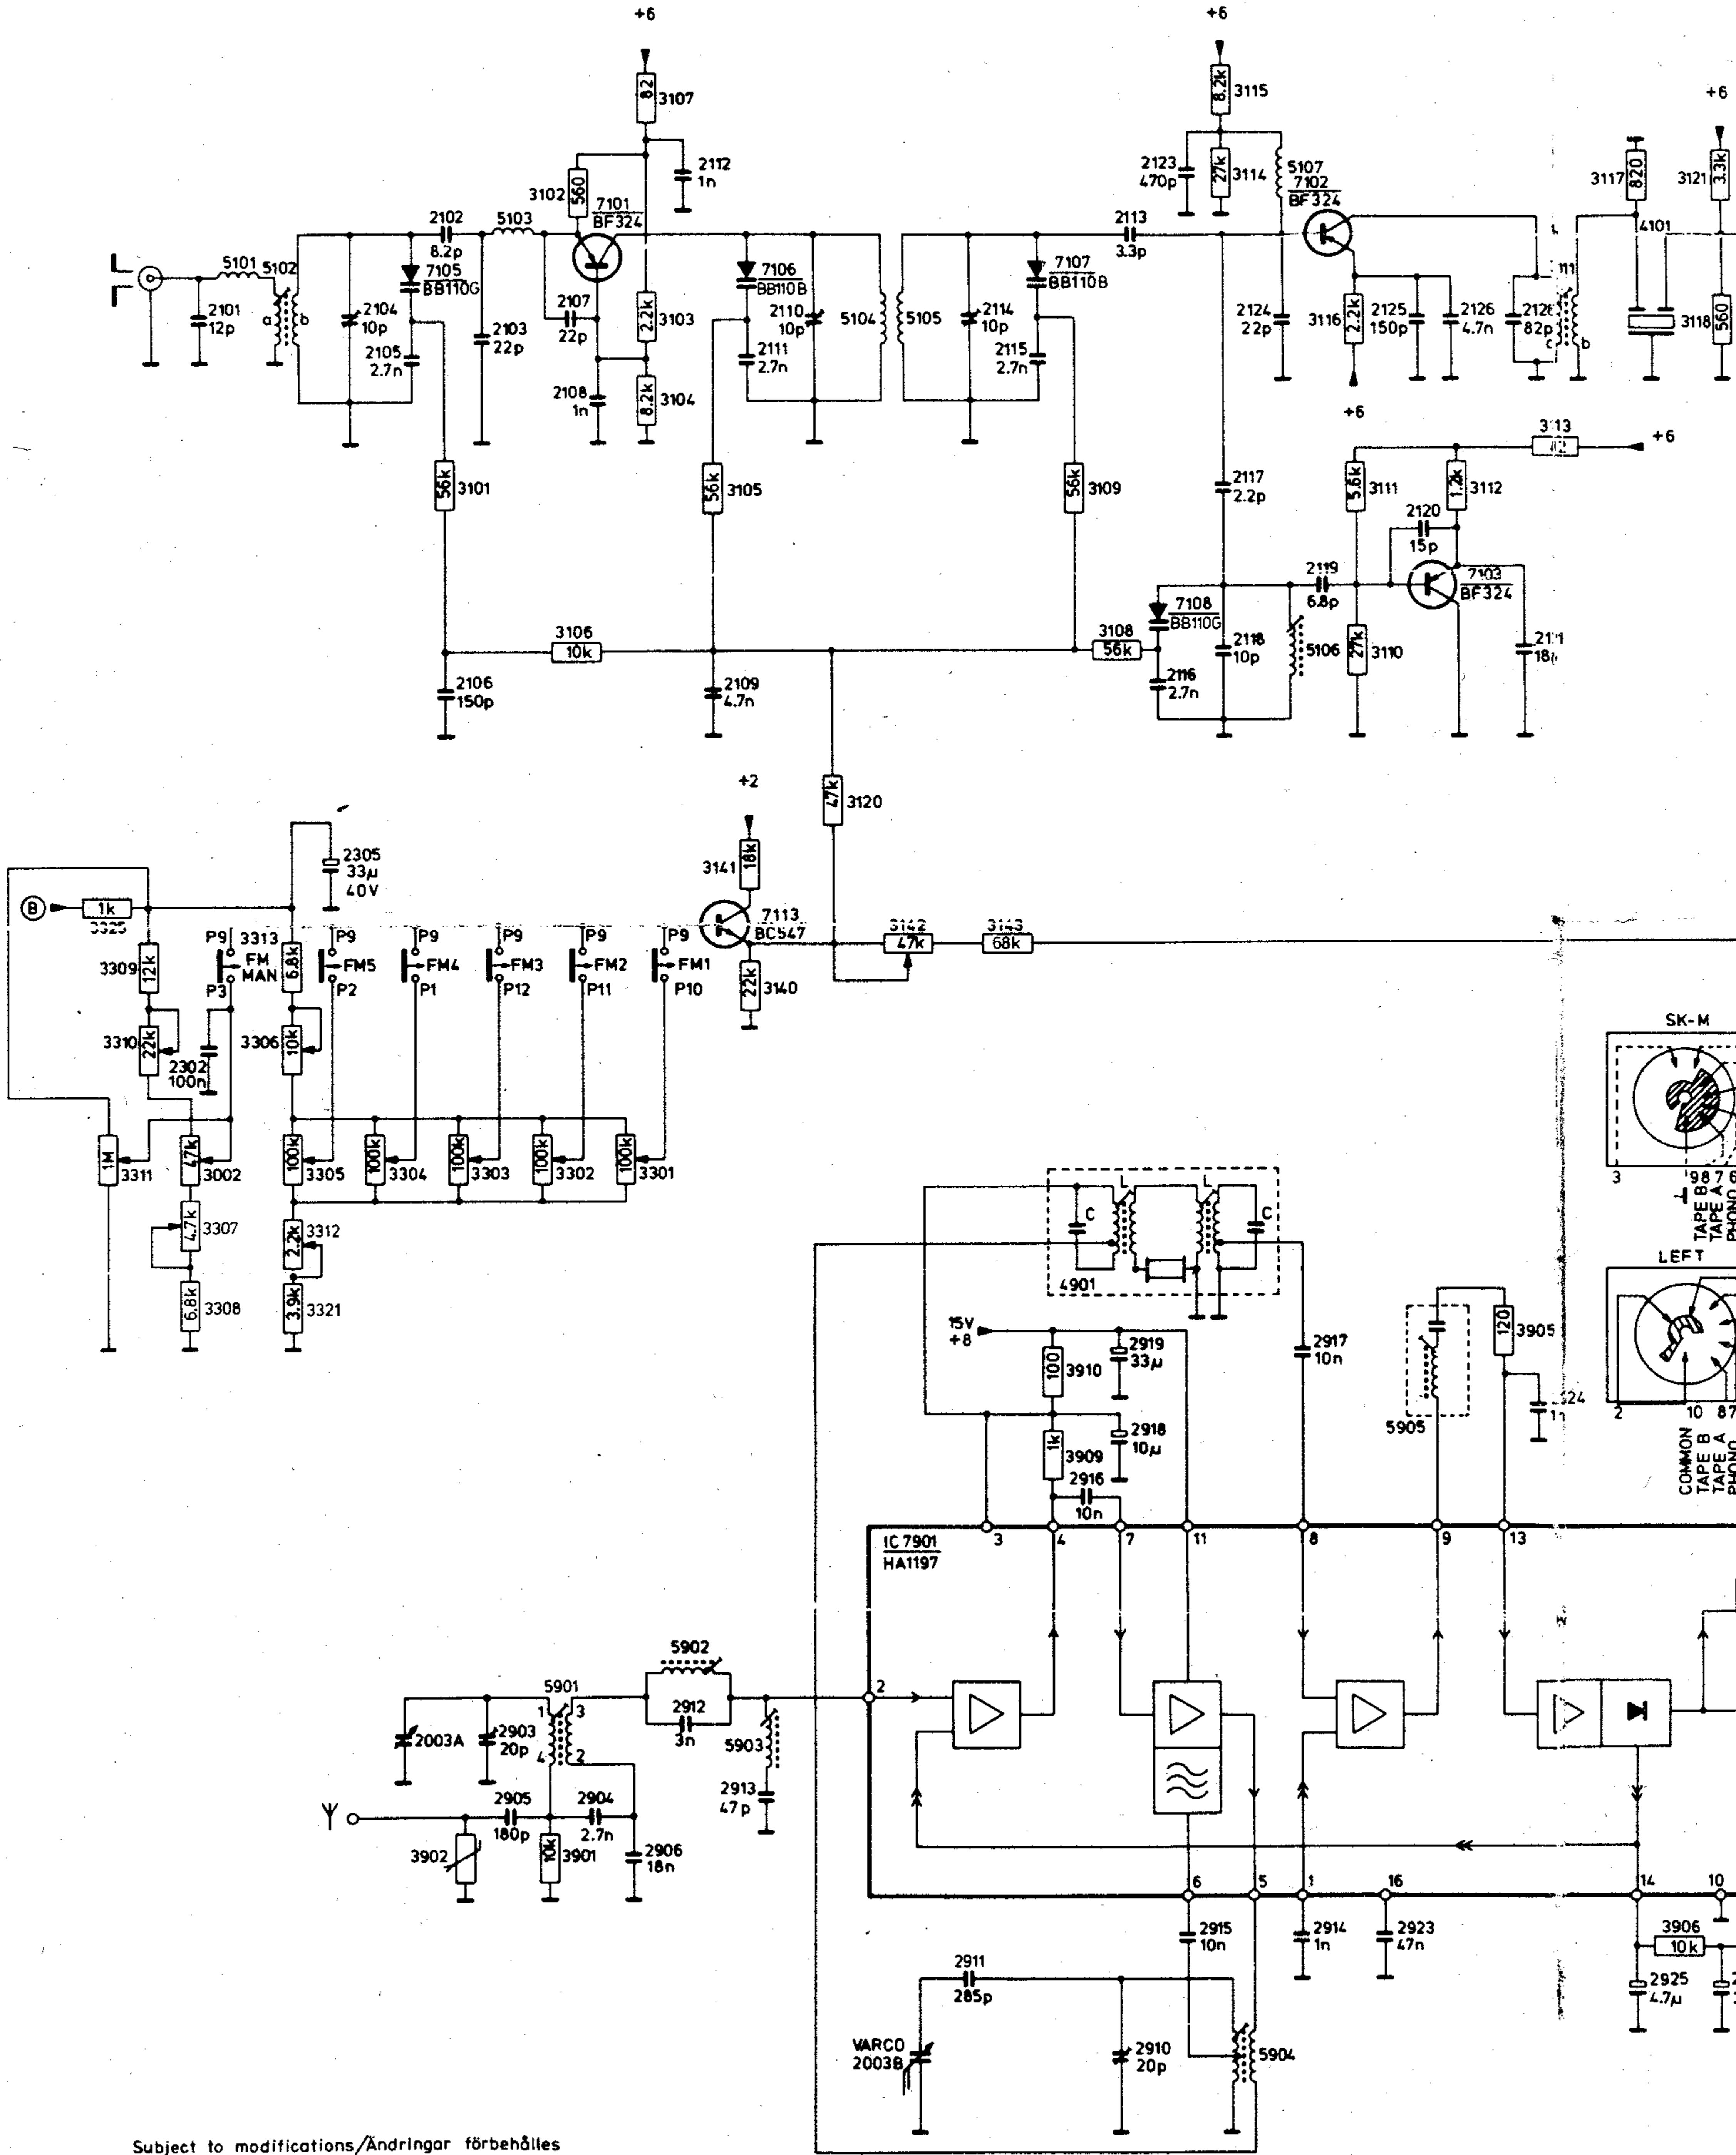 +6
+6
+6
82
3107
8.2k
3115
2112
1n
3102
560
7101
BF324
2123
470p
27k
3114
5107
7102
BF324
3117
820
3121
3.3k
2102
8.2p
5103
2113
3.3p
4101
5101
5102
7105
BB110G
7106
BB110B
7107
BB110B
2101
12p
a
b
2104
10p
2105
2.7n
2103
22p
2107
22p
2.2k
3103
2110
10p
2111
2.7n
5104
5105
2114
10p
2115
2.7n
2124
22p
3116
2.2k
2125
150p
2126
4.7n
2126
82p
c
b
3118
560
2108
1n
8.2k
3104
+6
3113
+6
56k
3101
56k
3105
56k
3109
2117
2.2p
5.6k
3111
1.2k
3112
2120
15p
2119
6.8p
7103
BF324
7108
BB110G
3106
10k
3108
56k
2118
10p
5106
27k
3110
2106
150p
2109
4.7n
2116
2.7n
+2
47k
3120
2305
33µ
40V
3141
18k
B
1k
3325
7113
BC547
3142
47k
3143
68k
P9
3313
P9
P9
P9
P9
P9
3309
12k
FM
MAN
6.8k
FM5
FM4
FM3
FM2
FM1
P3
P2
P1
P12
P11
P10
22k
3140
3310
22k
2302
100n
3306
10k
SK-M
1M
3311
47k
3002
100k
3305
100k
3304
100k
3303
100k
3302
100k
3301
3
9 8 7 6
TAPE B
TAPE A
PHONO
4.7k
3307
2.2k
3312
L
L
C
C
4901
LEFT
6.8k
3308
3.9k
3321
15V
+8
100
3910
2919
33µ
2917
10n
120
3905
5905
2
10 8 7
COMMON
TAPE B
TAPE A
PHONO
1k
3909
2918
10µ
2916
10n
IC 7901
HA1197
3
4
7
11
8
9
13
5902
2
5901
1
3
2912
3n
2003A
2903
20p
4
2
5903
2913
47p
2905
180p
2904
2.7n
3902
10k
3901
2906
18n
6
5
1
16
14
10
2915
10n
2914
1n
2923
47n
3906
10k
2911
285p
2925
4.7µ
VARCO
2003B
2910
20p
5904
Subject to modifications/Ändringar förbehålles